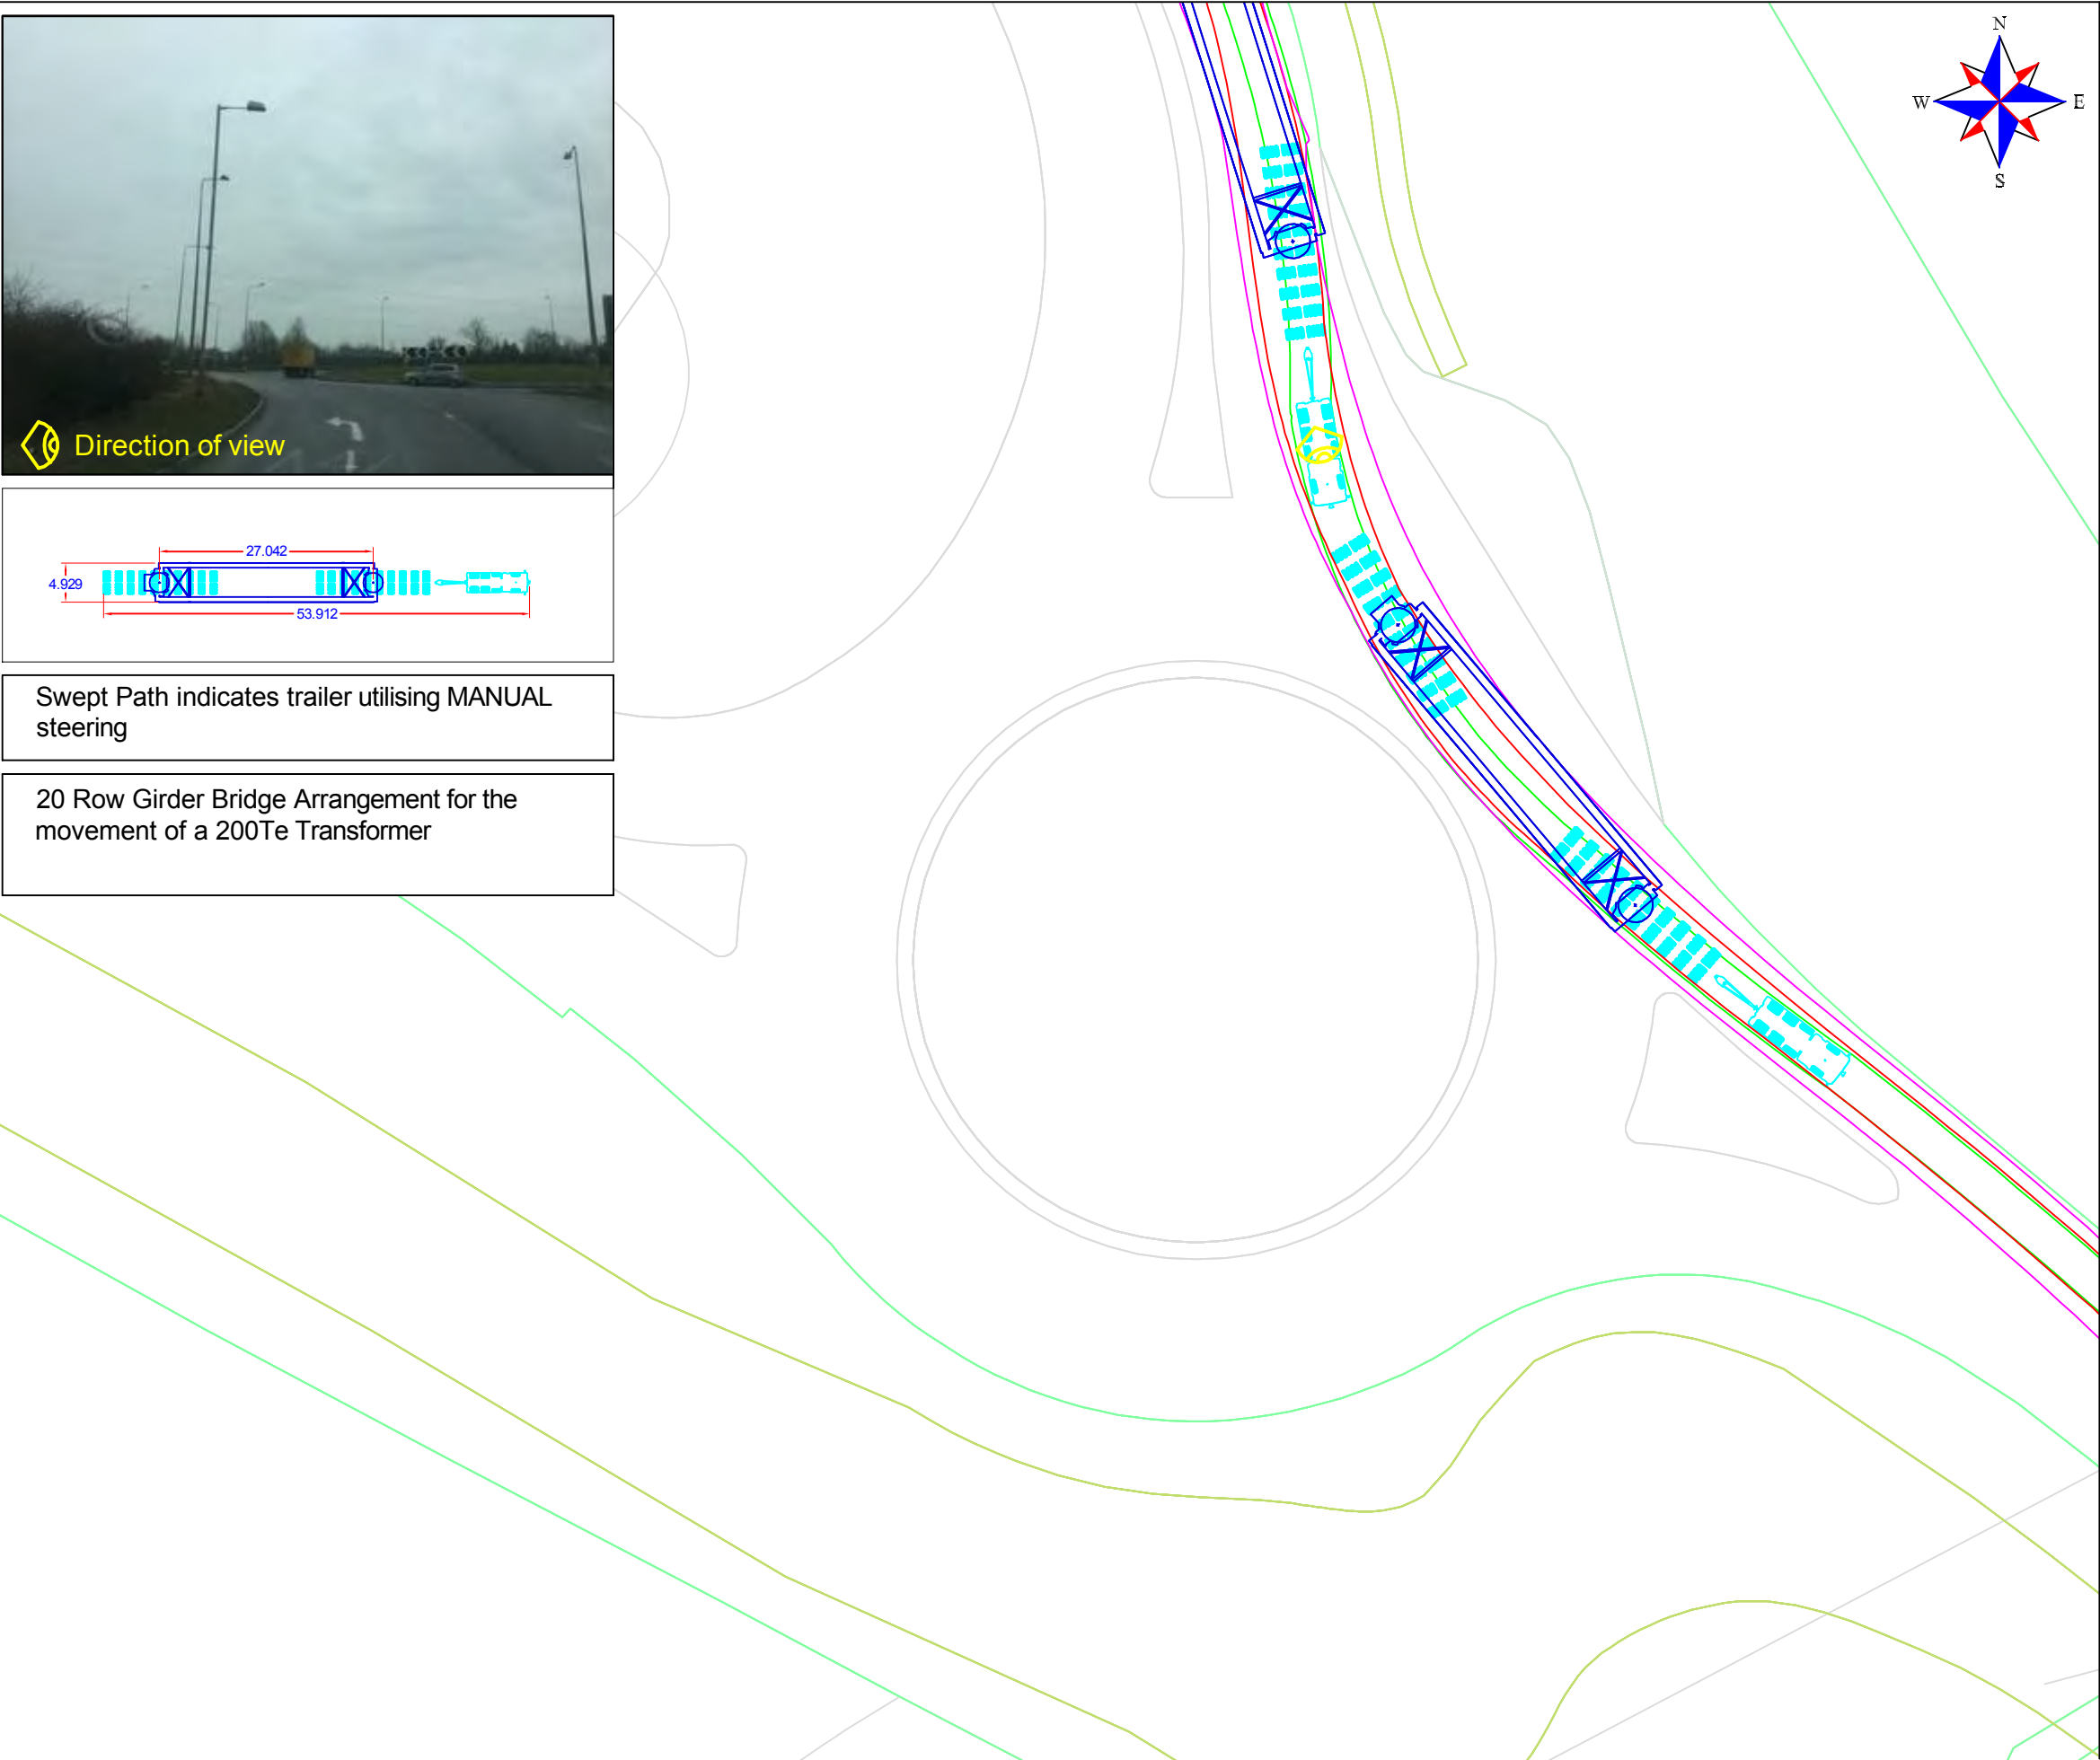 N
W
E
S
Direction of view
27.042
4.929
53.912
Swept Path indicates trailer utilising MANUAL
steering
20 Row Girder Bridge Arrangement for the
movement of a 200Te Transformer